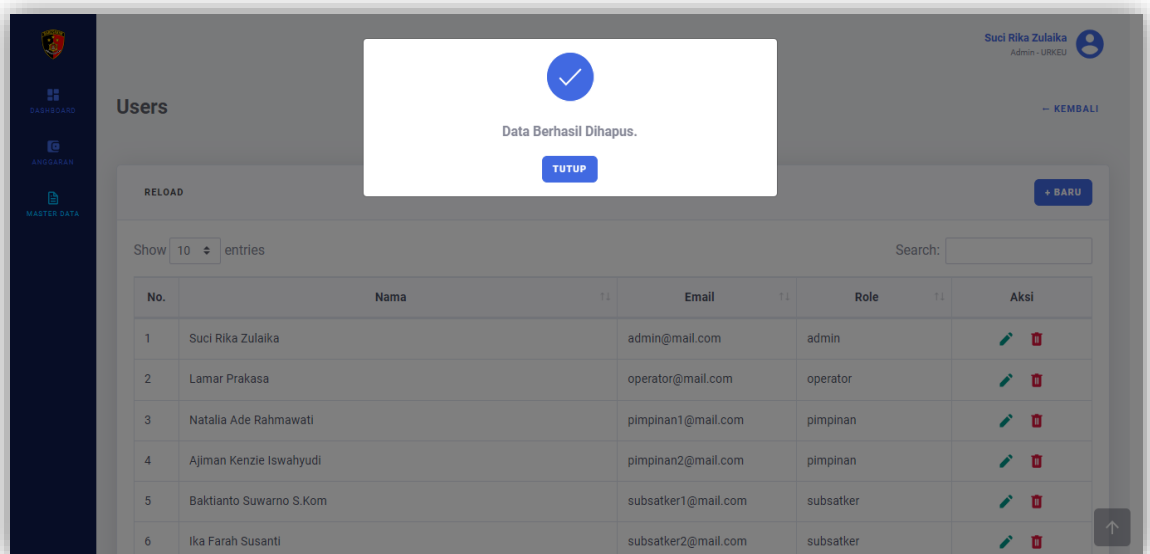 Suci Rika Zulaika
Admin - URKEU
DASHBOARD
ANGGARAN
MASTER DATA
Users
← KEMBALI
Data Berhasil Dihapus.
TUTUP
RELOAD
+ BARU
Show 10 entries
Search:
No. Nama Email Role Aksi
1 Suci Rika Zulaika admin@mail.com admin
2 Lamar Prakasa operator@mail.com operator
3 Natalia Ade Rahmawati pimpinan1@mail.com pimpinan
4 Ajiman Kenzie Iswahyudi pimpinan2@mail.com pimpinan
5 Baktianto Suwarno S.Kom subsatker1@mail.com subsatker
6 Ika Farah Susanti subsatker2@mail.com subsatker